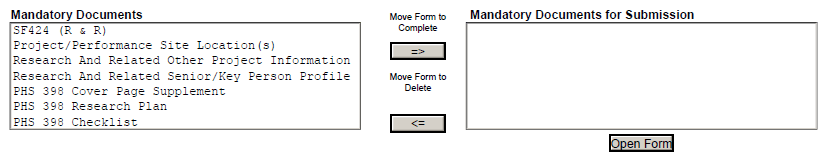 Mandatory Documents
SF424 (R & R)
Project/Performance Site Location(s)
Research And Related Other Project Information
Research And Related Senior/Key Person Profile
PHS 398 Cover Page Supplement
PHS 398 Research Plan
PHS 398 Checklist
Move Form to
Complete
=>
Move Form to
Delete
<=
Mandatory Documents for Submission
Open Form